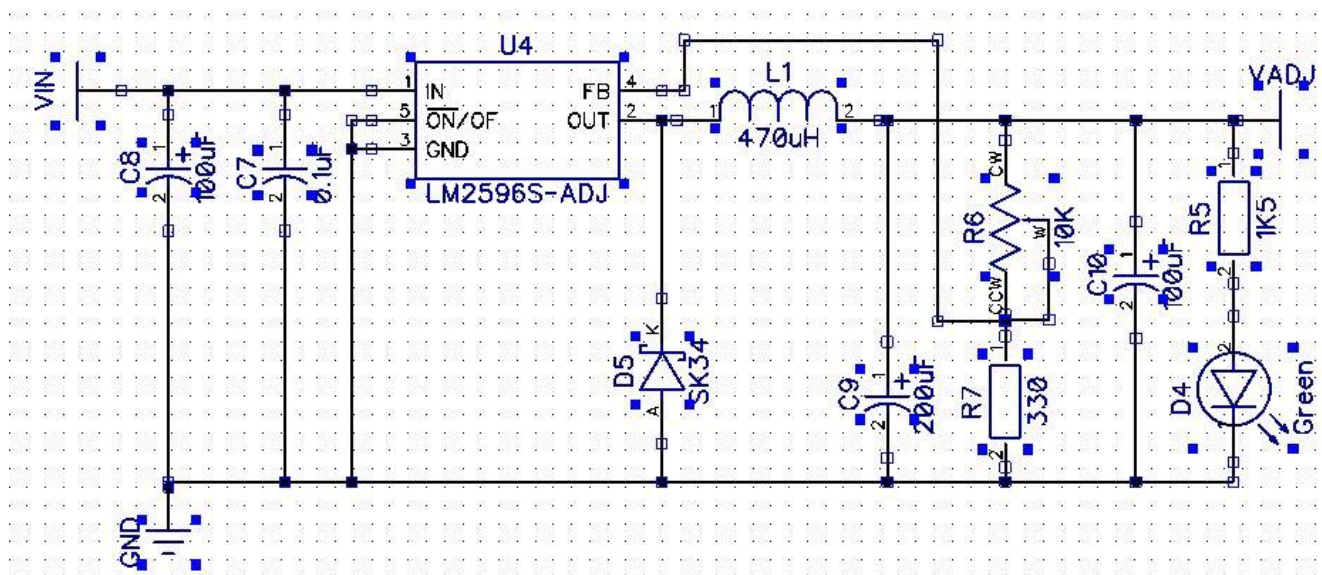 VIN
C8
1
2
100uF
C7
1
2
0.1uF
U4
1 IN
5 ON/OF
3 GND
FB 4
OUT 2
LM2596S-ADJ
L1
1
2
470uH
D5
K
A
SK34
C9
1
2
200uF
R6
CW
W
CCW
10K
R7
1
2
330
C10
1
2
100uF
VADJ
R5
1
2
1K5
D4
2
1
Green
GND